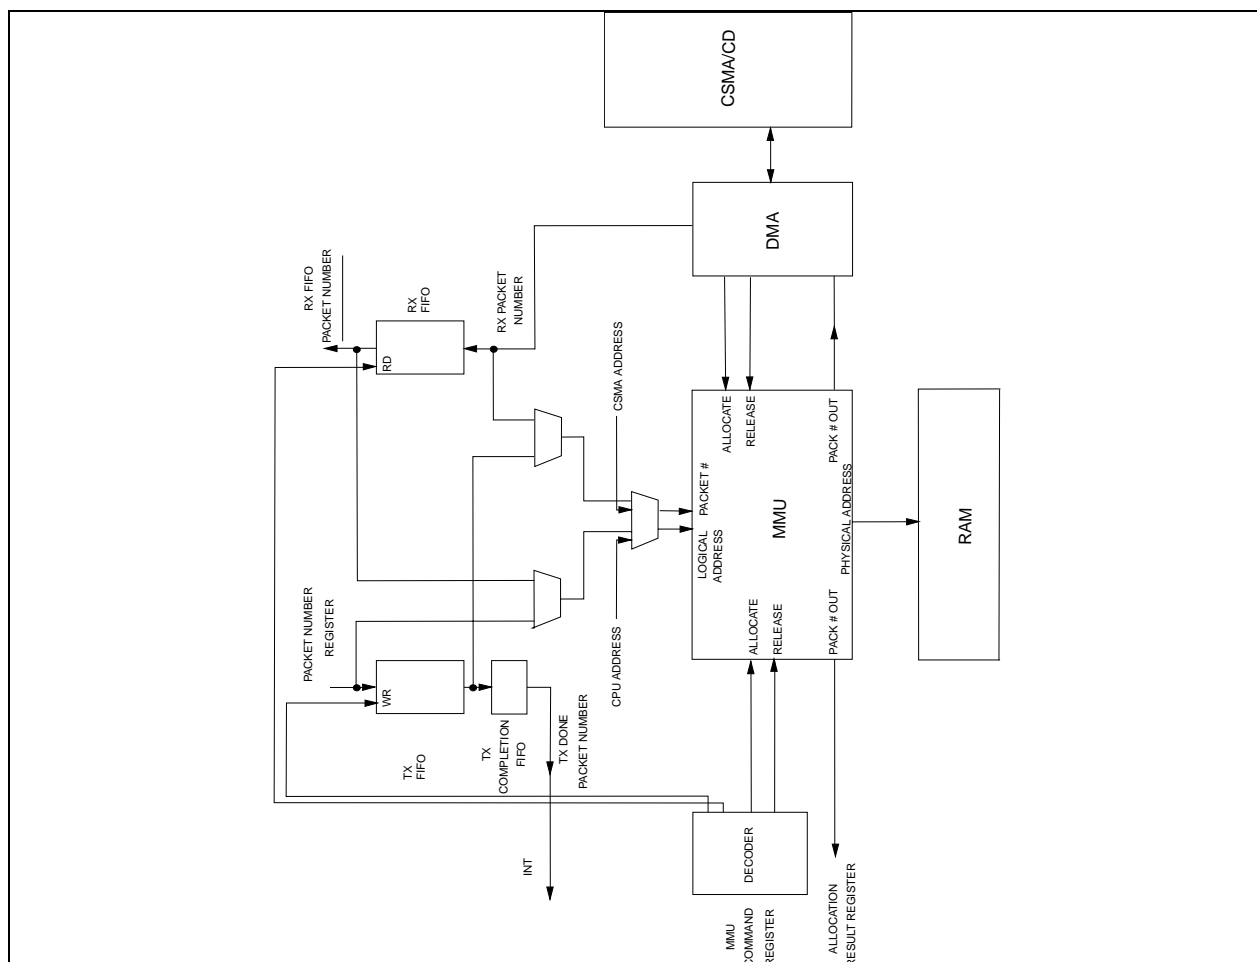 RX FIFO
PACKET NUMBER
RX
FIFO
RD
RX PACKET
NUMBER
CSMA/CD
DMA
CSMA ADDRESS
ALLOCATE
RELEASE
PACKET #
PACK # OUT
LOGICAL
ADDRESS
MMU
PHYSICAL ADDRESS
RAM
ALLOCATE
RELEASE
PACK # OUT
PACKET NUMBER
REGISTER
CPU ADDRESS
WR
TX
FIFO
TX
COMPLETION
FIFO
TX DONE
PACKET NUMBER
INT
DECODER
MMU
COMMAND
REGISTER
ALLOCATION
RESULT REGISTER